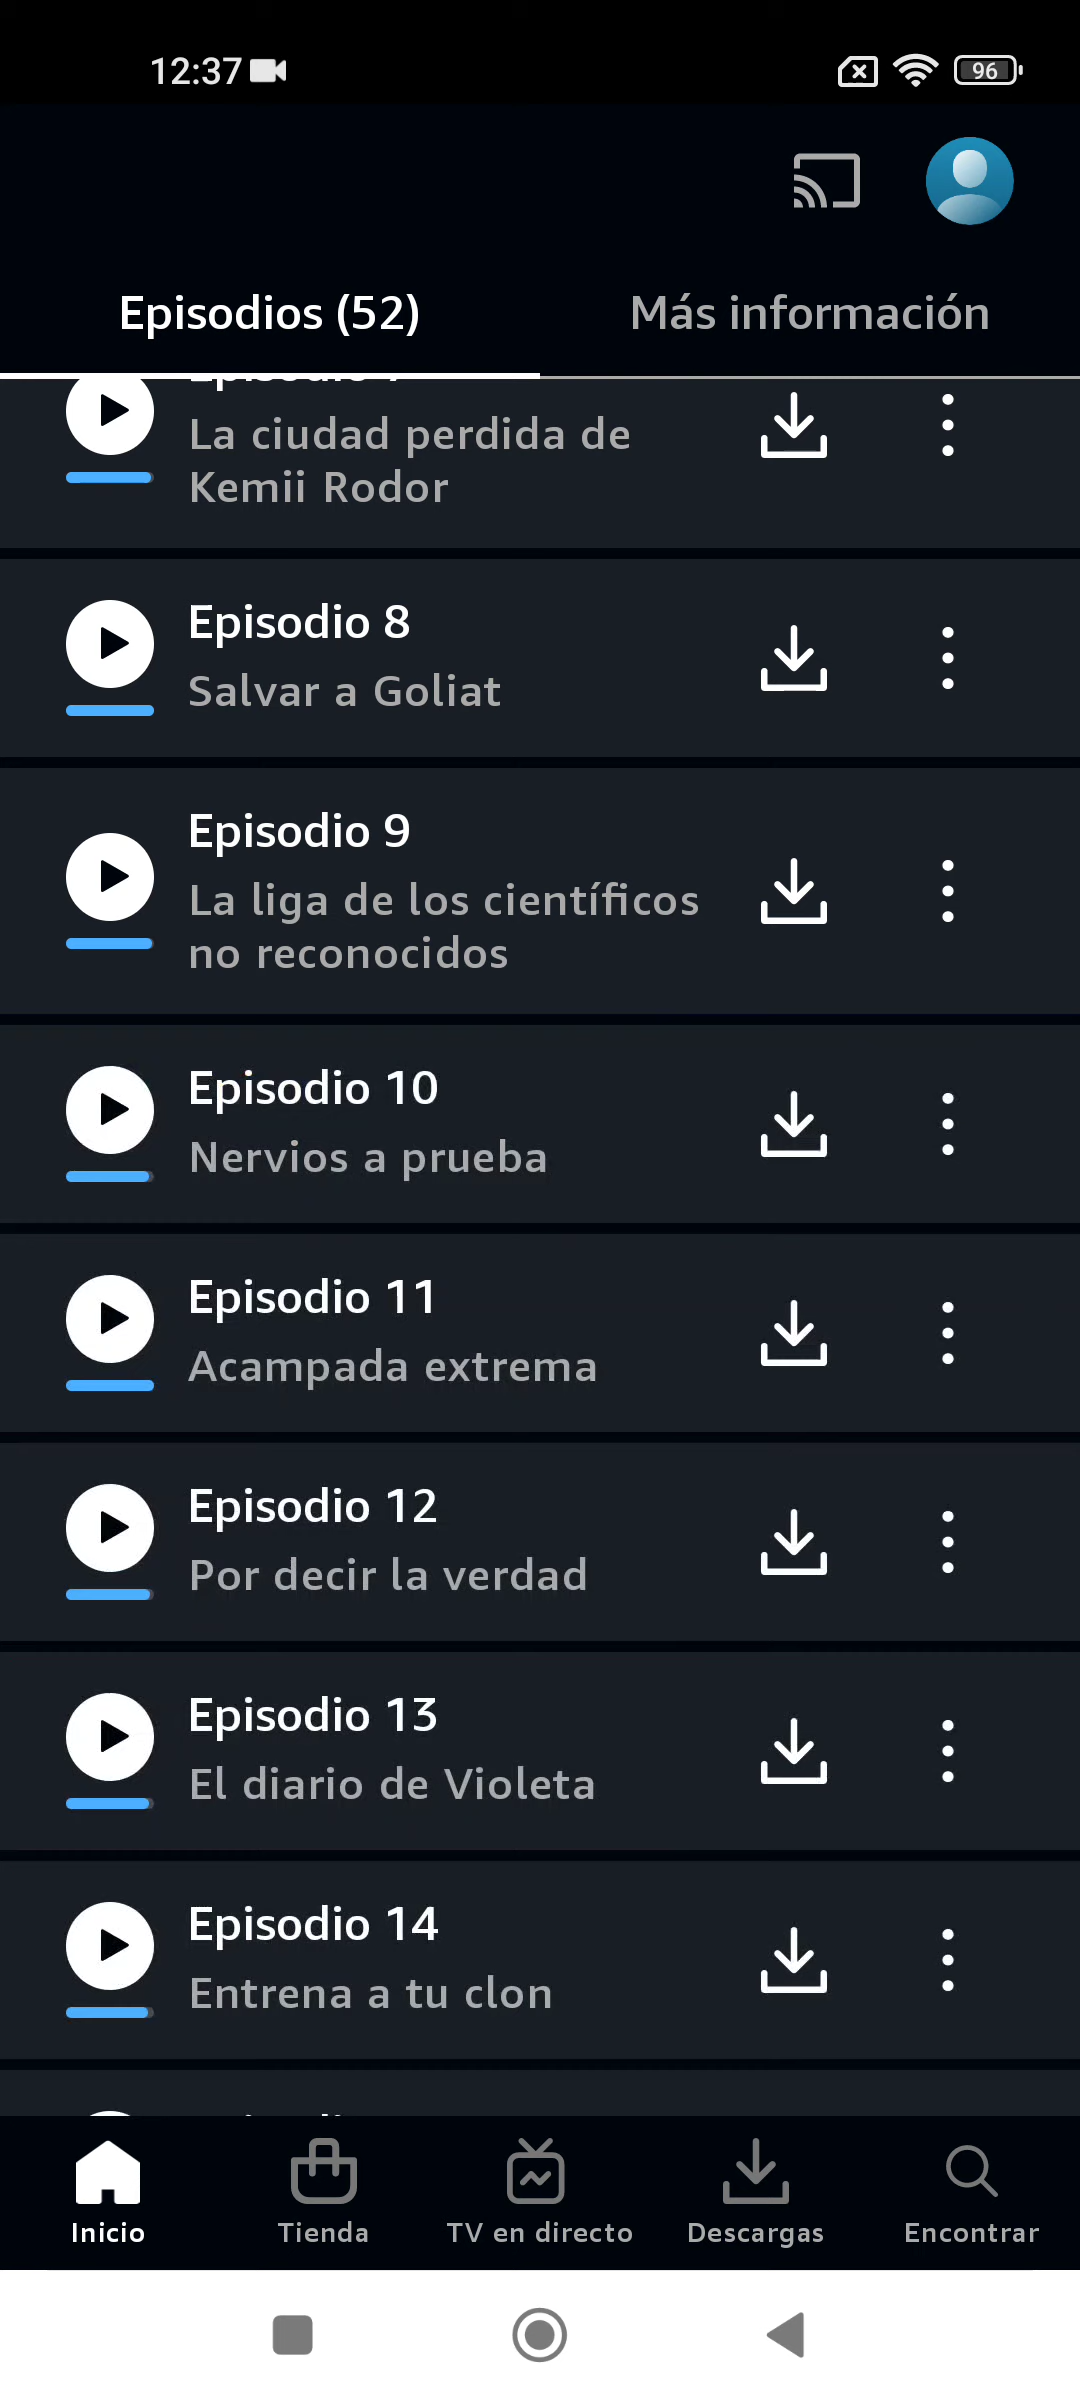 12:37
96
Episodios (52)
Más información
La ciudad perdida de
Kemii Rodor
Episodio 8
Salvar a Goliat
Episodio 9
La liga de los científicos
no reconocidos
Episodio 10
Nervios a prueba
Episodio 11
Acampada extrema
Episodio 12
Por decir la verdad
Episodio 13
El diario de Violeta
Episodio 14
Entrena a tu clon
Inicio
Tienda
TV en directo
Descargas
Encontrar